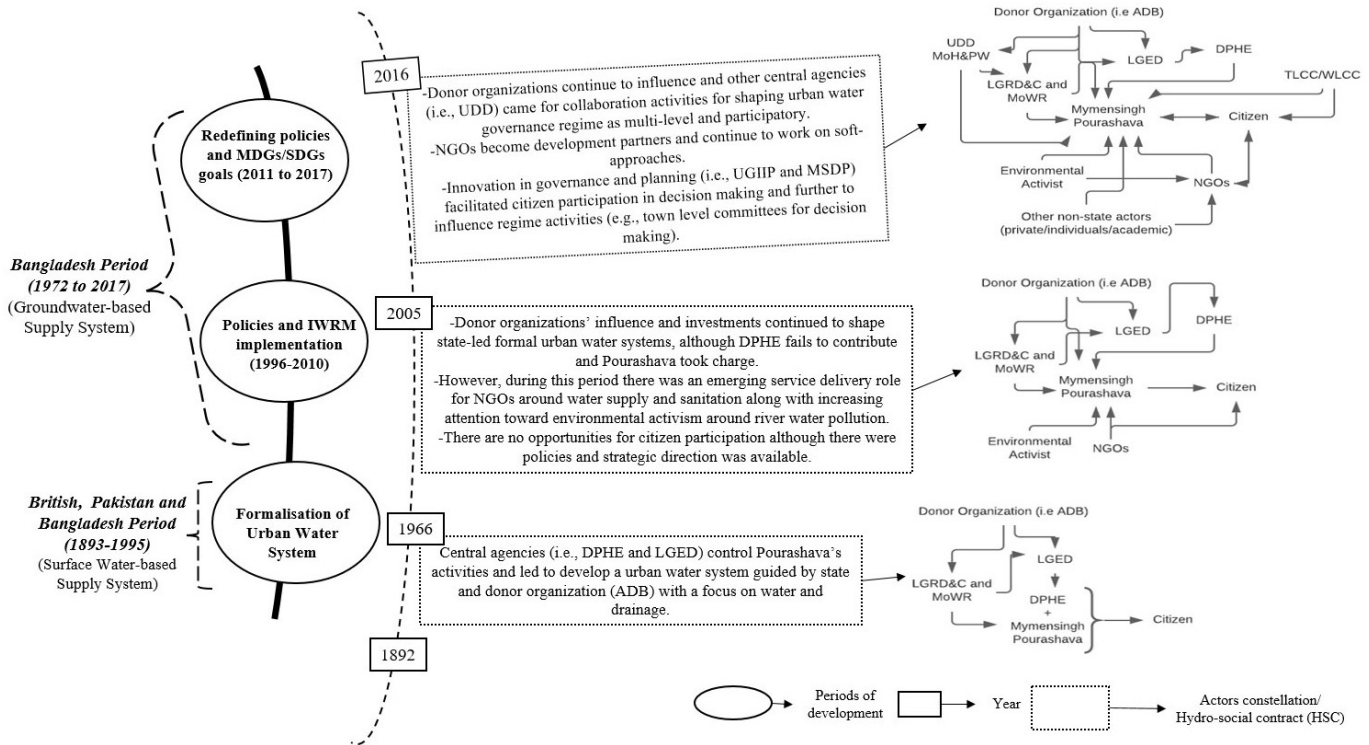 2016
Redefining policies
and MDGs/SDGs
goals (2011 to 2017)
-Donor organizations continue to influence and other central agencies
(i.e., UDD) came for collaboration activities for shaping urban water
governance regime as multi-level and participatory.
-NGOs become development partners and continue to work on soft-
approaches.
-Innovation in governance and planning (i.e., UGIIP and MSDP)
facilitated citizen participation in decision making and further to
influence regime activities (e.g., town level committees for decision
making).
Donor Organization (i.e ADB)
UDD
MoH&PW
LGED
DPHE
TLCC/WLCC
LGRD&C and
MoWR
Mymensingh
Pourashava
Citizen
Environmental
Activist
NGOs
Other non-state actors
(private/individuals/academic)
Bangladesh Period
(1972 to 2017)
(Groundwater-based
Supply System)
Policies and IWRM
implementation
(1996-2010)
2005
-Donor organizations’ influence and investments continued to shape
state-led formal urban water systems, although DPHE fails to contribute
and Pourashava took charge.
-However, during this period there was an emerging service delivery role
for NGOs around water supply and sanitation along with increasing
attention toward environmental activism around river water pollution.
-There are no opportunities for citizen participation although there were
policies and strategic direction was available.
Donor Organization (i.e ADB)
LGED
DPHE
LGRD&C and
MoWR
Mymensingh
Pourashava
Citizen
Environmental
Activist
NGOs
British, Pakistan and
Bangladesh Period
(1893-1995)
(Surface Water-based
Supply System)
Formalisation of
Urban Water
System
1966
Central agencies (i.e., DPHE and LGED) control Pourashava’s
activities and led to develop a urban water system guided by state
and donor organization (ADB) with a focus on water and
drainage.
Donor Organization (i.e ADB)
LGED
LGRD&C and
MoWR
DPHE
+
Mymensingh
Pourashava
Citizen
1892
Periods of
development
Year
Actors constellation/
Hydro-social contract (HSC)